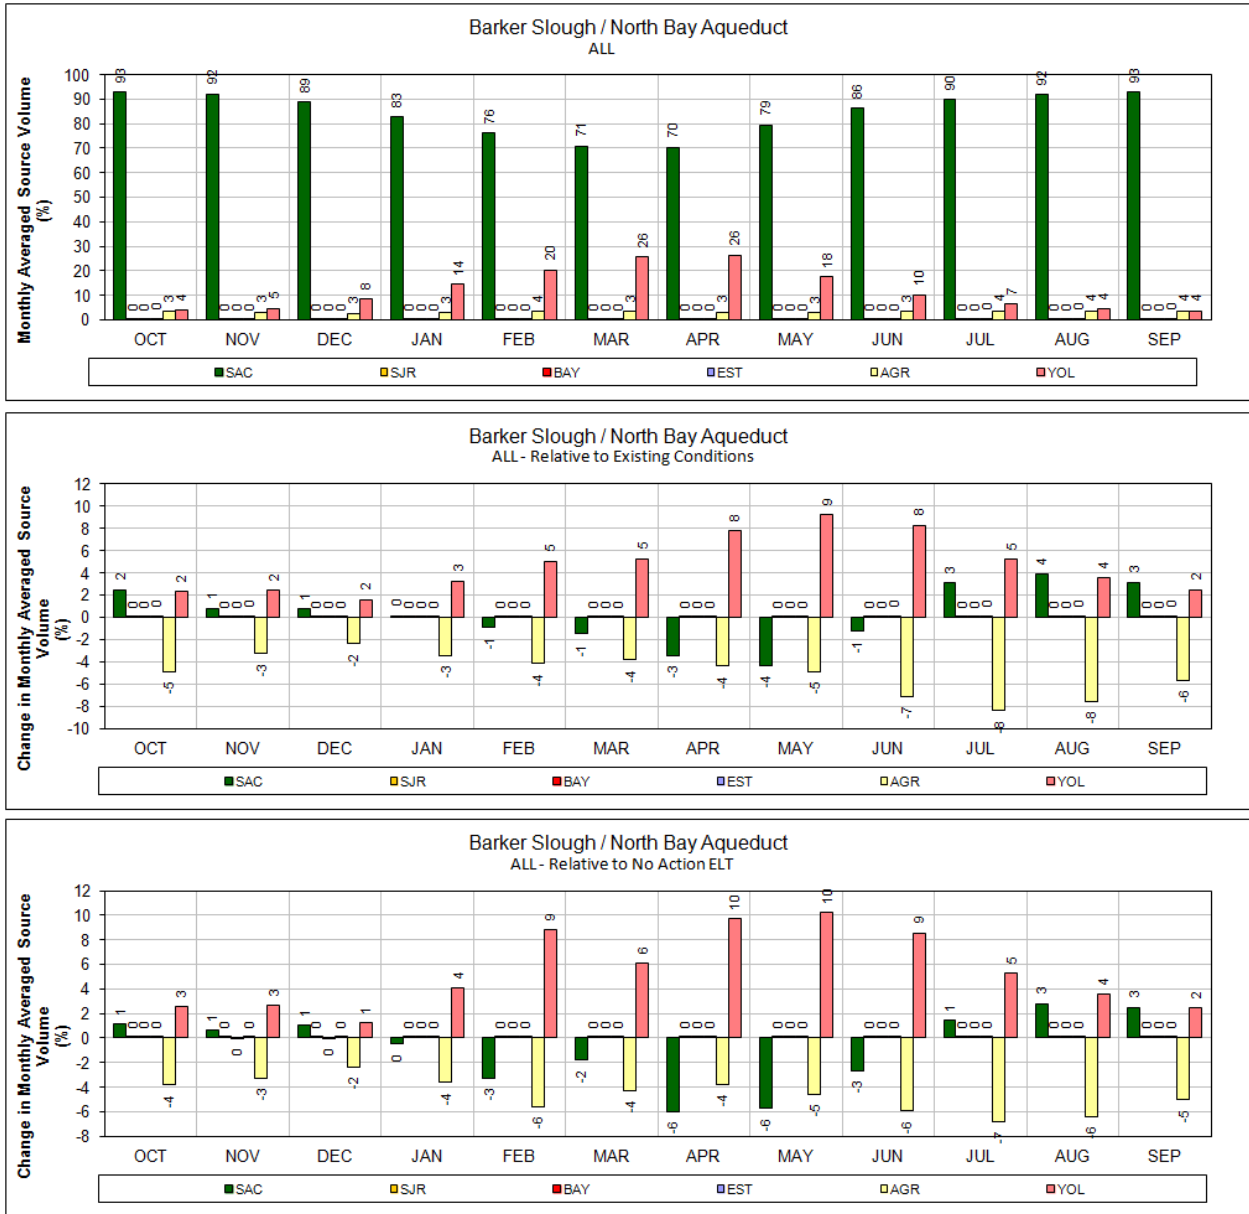 Barker Slough / North Bay Aqueduct
ALL
Monthly Averaged Source Volume
(%)
100
90
80
70
60
50
40
30
20
10
0
93 0 0 0 3 4
92 0 0 0 3 5
89 0 0 0 3 8
83 0 0 0 3 14
76 0 0 0 4 20
71 0 0 0 3 26
70 0 0 0 3 26
79 0 0 0 3 18
86 0 0 0 3 10
90 0 0 0 4 7
92 0 0 0 4 4
93 0 0 0 4 4
OCT NOV DEC JAN FEB MAR APR MAY JUN JUL AUG SEP
SAC SJR BAY EST AGR YOL
Barker Slough / North Bay Aqueduct
ALL - Relative to Existing Conditions
Change in Monthly Averaged Source
Volume
(%)
12
10
8
6
4
2
0
-2
-4
-6
-8
-10
2 0 0 0 -5 2
1 0 0 0 -3 2
1 0 0 0 -2 2
0 0 0 0 -3 3
-1 0 0 0 -4 5
-1 0 0 0 -4 5
-3 0 0 0 -4 8
-4 0 0 0 -5 9
-1 0 0 0 -7 8
3 0 0 0 -8 5
4 0 0 0 -8 4
3 0 0 0 -6 2
OCT NOV DEC JAN FEB MAR APR MAY JUN JUL AUG SEP
SAC SJR BAY EST AGR YOL
Barker Slough / North Bay Aqueduct
ALL - Relative to No Action ELT
Change in Monthly Averaged Source
Volume
(%)
12
10
8
6
4
2
0
-2
-4
-6
-8
1 0 0 0 -4 3
1 0 0 0 -3 3
1 0 0 0 -2 1
0 0 0 0 -4 4
-3 0 0 0 -6 9
-2 0 0 0 -4 6
-6 0 0 0 -4 10
-6 0 0 0 -5 10
-3 0 0 0 -6 9
1 0 0 0 -7 5
3 0 0 0 -6 4
3 0 0 0 -5 2
OCT NOV DEC JAN FEB MAR APR MAY JUN JUL AUG SEP
SAC SJR BAY EST AGR YOL